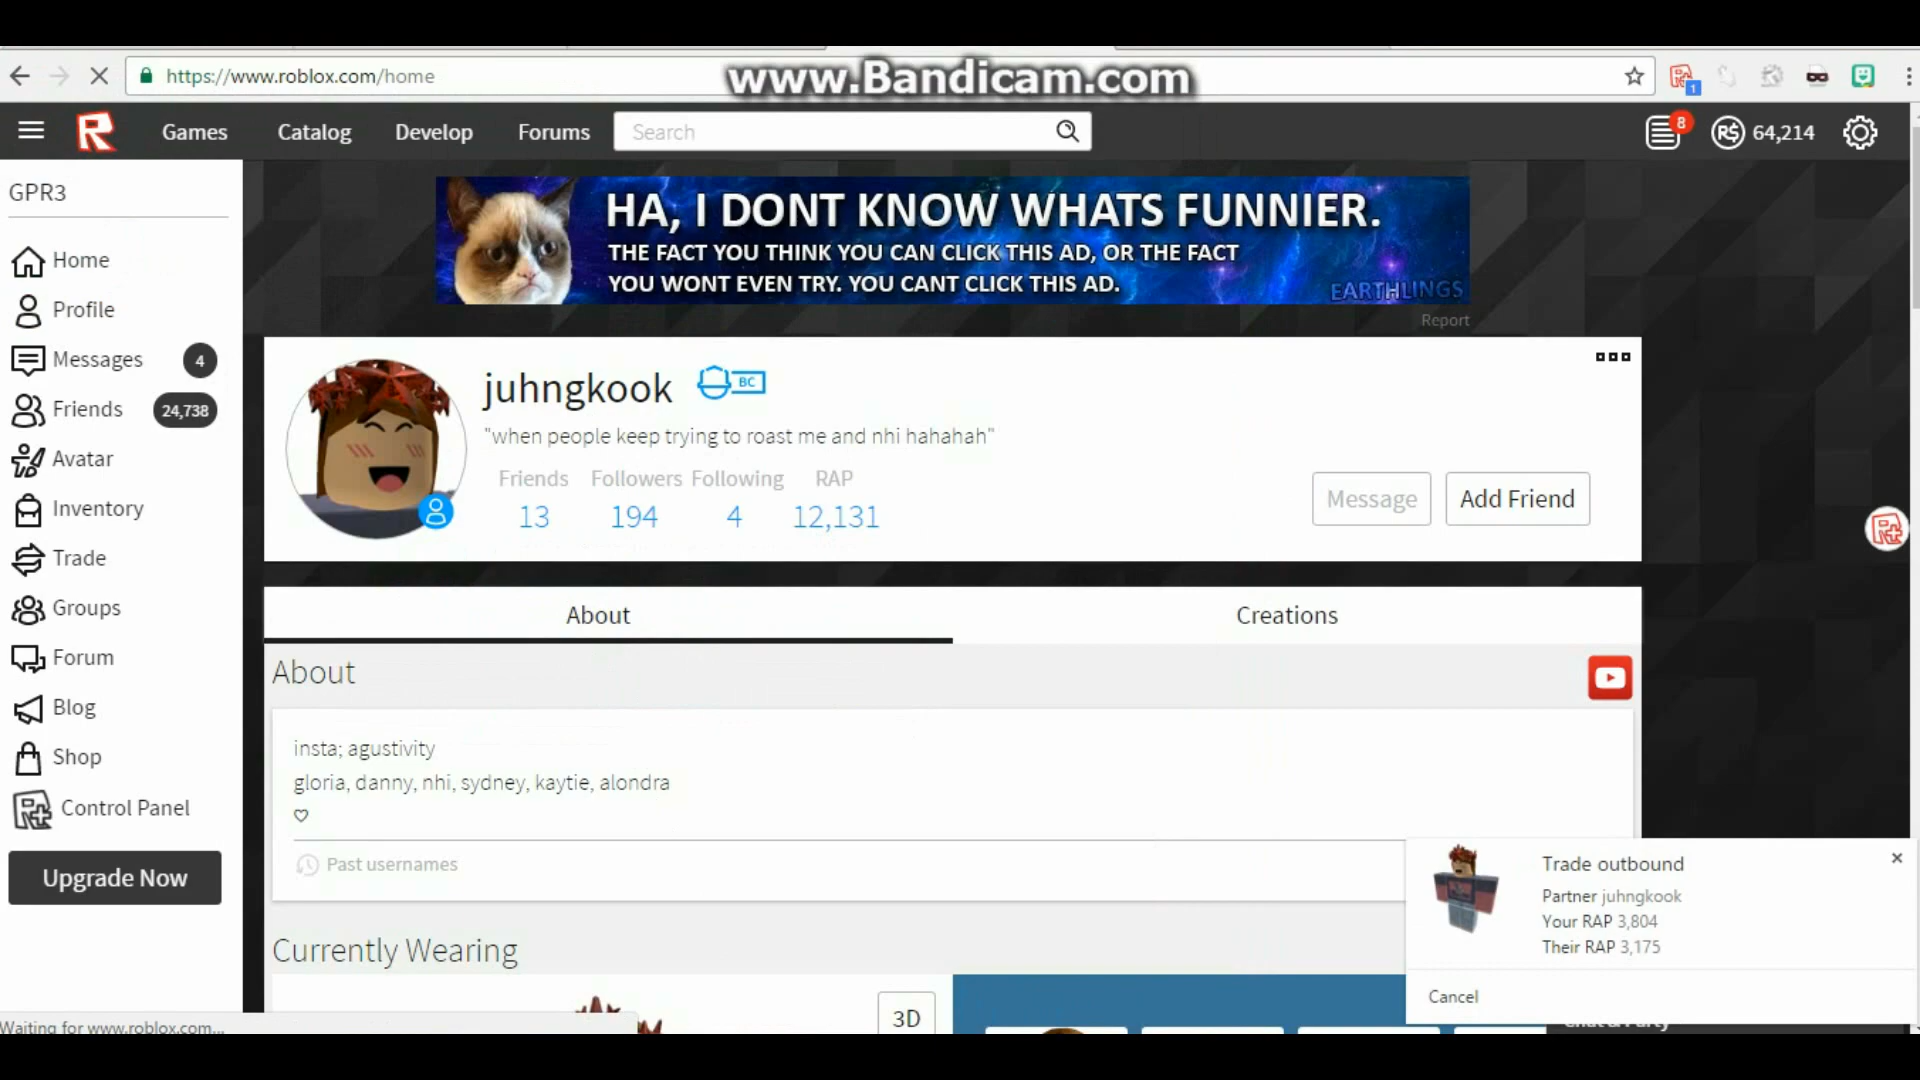 https://www.roblox.com/home
www.Bandicam.com
1
Games
Catalog
Develop
Forums
Search
8
R$ 64,214
GPR3
Home
Profile
Messages 4
Friends 24,738
Avatar
Inventory
Trade
Groups
Forum
Blog
Shop
Control Panel
Upgrade Now
HA, I DONT KNOW WHATS FUNNIER.
THE FACT YOU THINK YOU CAN CLICK THIS AD, OR THE FACT
YOU WONT EVEN TRY. YOU CANT CLICK THIS AD.
EARTHLINGS
Report
juhngkook BC
"when people keep trying to roast me and nhi hahahah"
Friends Followers Following RAP
13 194 4 12,131
Message
Add Friend
About
Creations
About
insta; agustivity
gloria, danny, nhi, sydney, kaytie, alondra
♡
Past usernames
Currently Wearing
3D
Trade outbound
Partner juhngkook
Your RAP 3,804
Their RAP 3,175
Cancel
Chat & Party
Waiting for www.roblox.com...